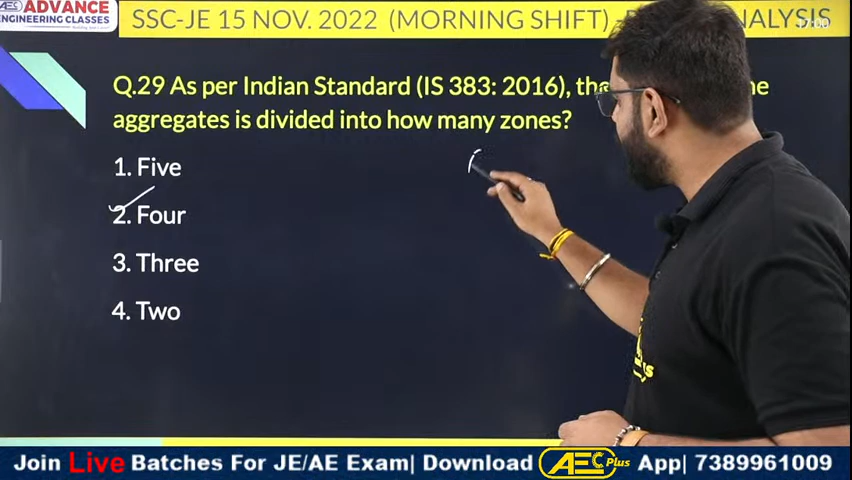 AEC ADVANCE
ENGINEERING CLASSES
SSC-JE 15 NOV. 2022 (MORNING SHIFT) - NALYSIS
Q.29 As per Indian Standard (IS 383: 2016), the ne
aggregates is divided into how many zones?
1. Five
2. Four
3. Three
4. Two
Join Live Batches For JE/AE Exam| Download AEC Plus App| 7389961009